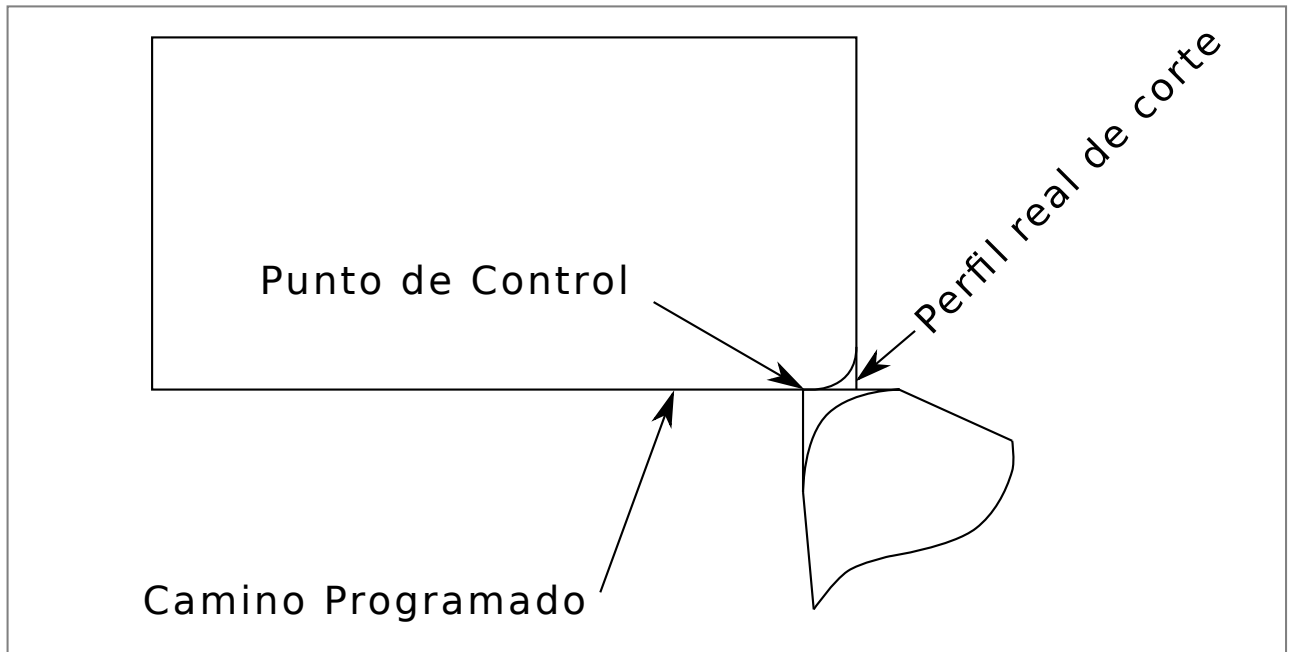 Perfil real de corte
Punto de Control
Camino Programado